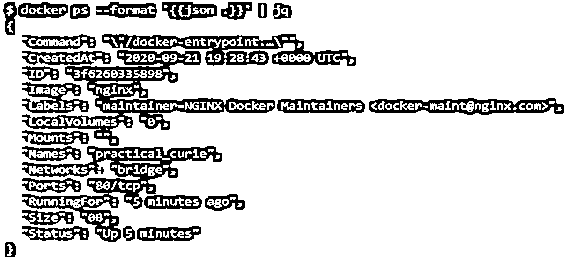 $ docker ps --format "{{json .}}" | jq
{
"Command": "\"/docker-entrypoint.…\"",
"CreatedAt": "2020-09-21 19:28:43 +0000 UTC",
"ID": "3f6260335898",
"Image": "nginx",
"Labels": "maintainer=NGINX Docker Maintainers <docker-maint@nginx.com>",
"LocalVolumes": "0",
"Mounts": "",
"Names": "practical_curie",
"Networks": "bridge",
"Ports": "80/tcp",
"RunningFor": "5 minutes ago",
"Size": "0B",
"Status": "Up 5 minutes"
}